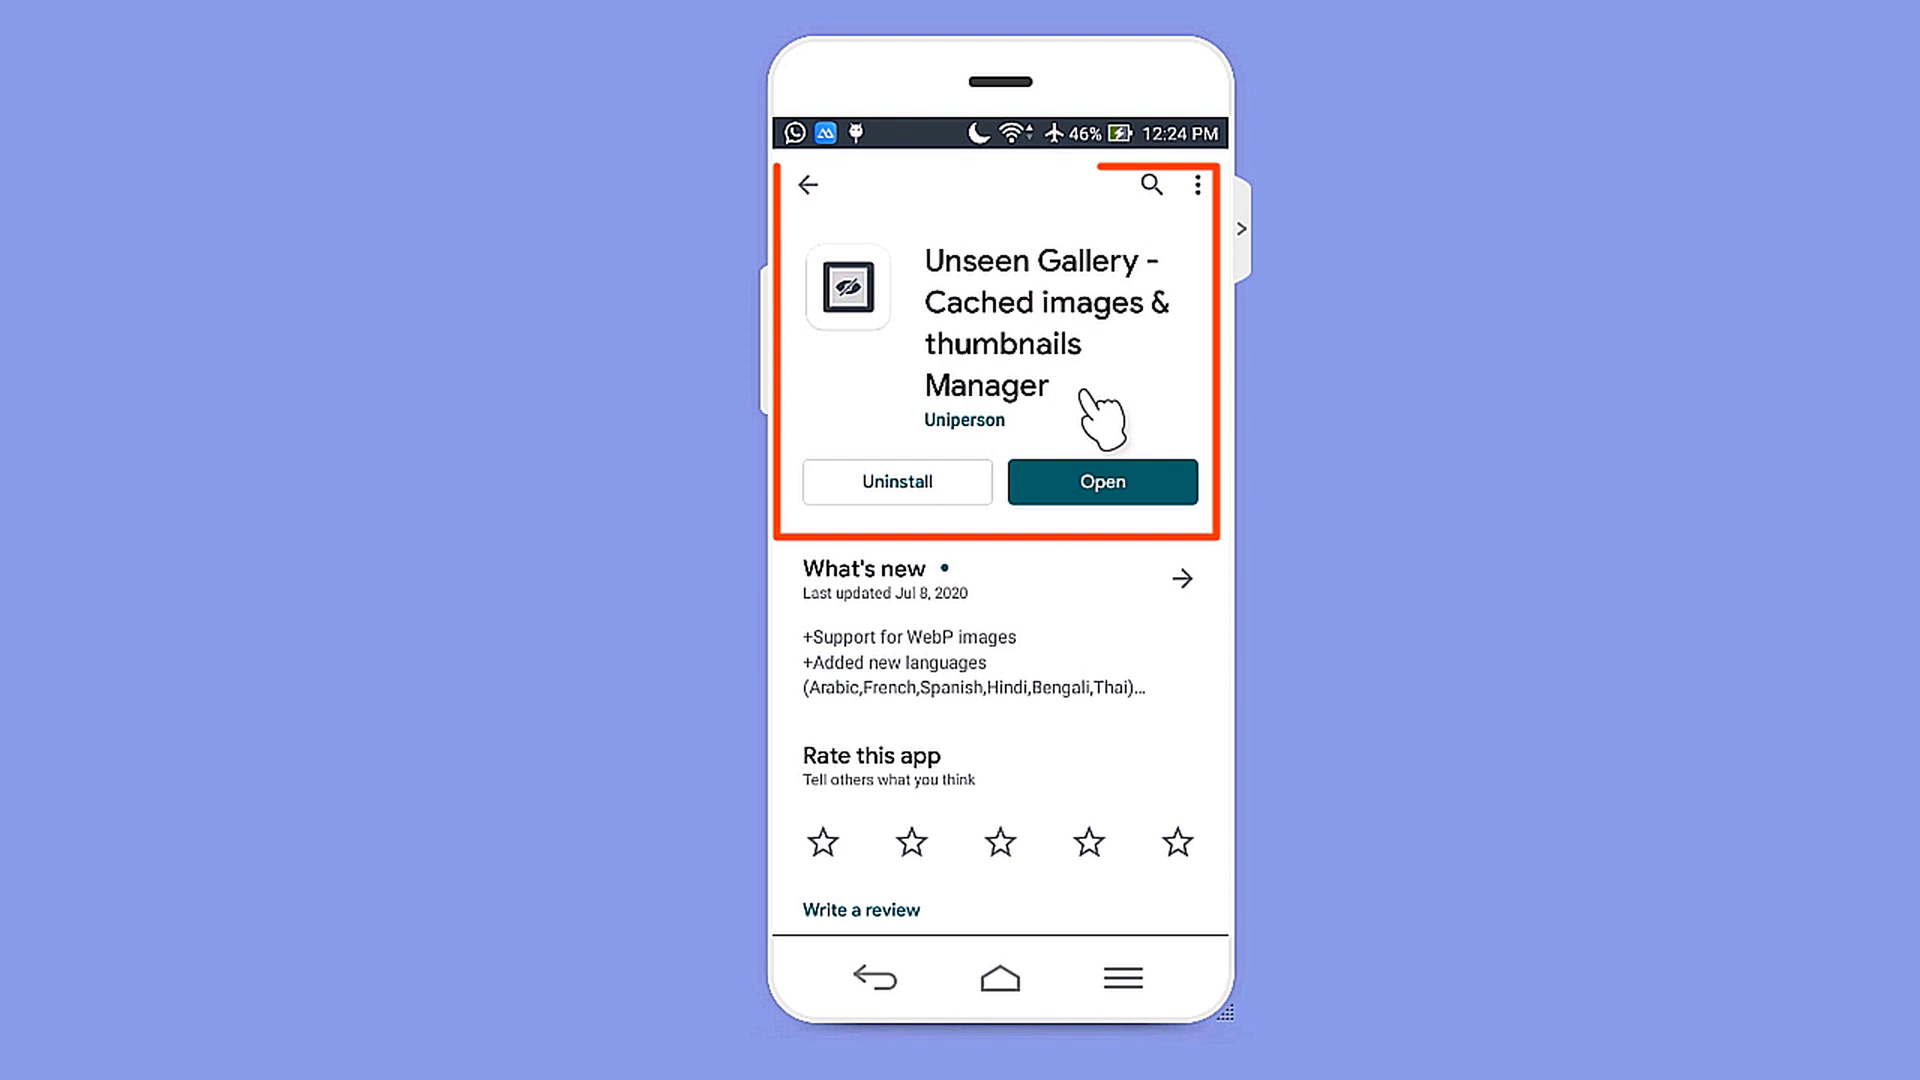 46% 12:24 PM
Unseen Gallery -
Cached images &
thumbnails
Manager
Uniperson
Uninstall
Open
What's new •
Last updated Jul 8, 2020
+Support for WebP images
+Added new languages
(Arabic,French,Spanish,Hindi,Bengali,Thai)...
Rate this app
Tell others what you think
Write a review